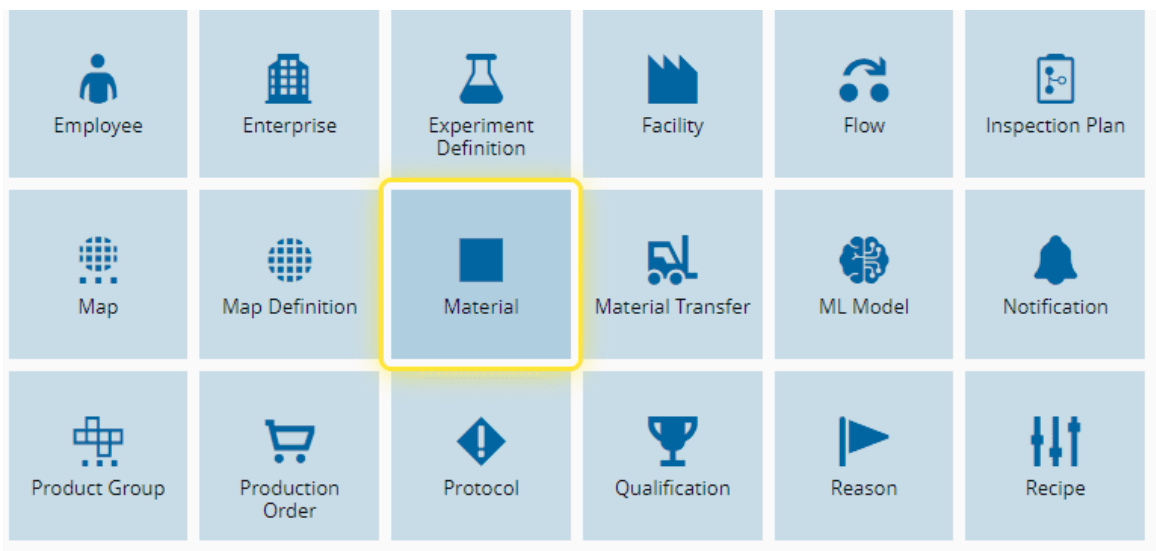 Employee
Enterprise
Experiment
Definition
Facility
Flow
Inspection Plan
Map
Map Definition
Material
Material Transfer
ML Model
Notification
Product Group
Production
Order
Protocol
Qualification
Reason
Recipe